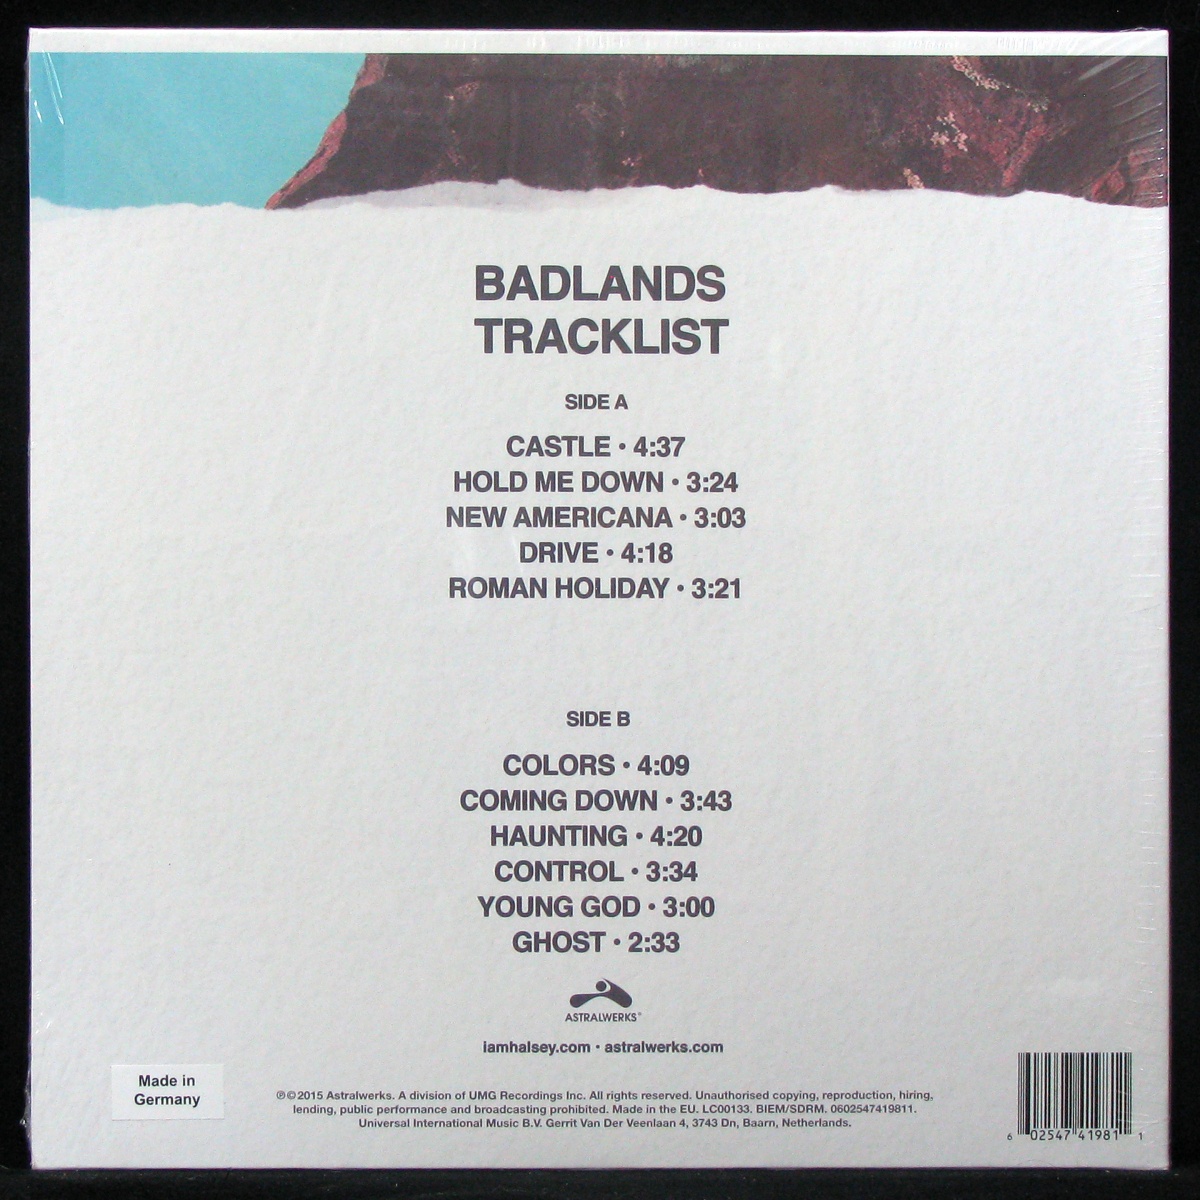 BADLANDS
TRACKLIST
SIDE A
CASTLE • 4:37
HOLD ME DOWN • 3:24
NEW AMERICANA • 3:03
DRIVE • 4:18
ROMAN HOLIDAY • 3:21
SIDE B
COLORS • 4:09
COMING DOWN • 3:43
HAUNTING • 4:20
CONTROL • 3:34
YOUNG GOD • 3:00
GHOST • 2:33
ASTRALWERKS®
iamhalsey.com • astralwerks.com
Made in
Germany
℗©2015 Astralwerks. A division of UMG Recordings Inc. All rights reserved. Unauthorised copying, reproduction, hiring,
lending, public performance and broadcasting prohibited. Made in the EU. LC00133. BIEM/SDRM. 0602547419811.
Universal International Music B.V. Gerrit Van Der Veenlaan 4, 3743 Dn, Baarn, Netherlands.
6 02547 41981 1